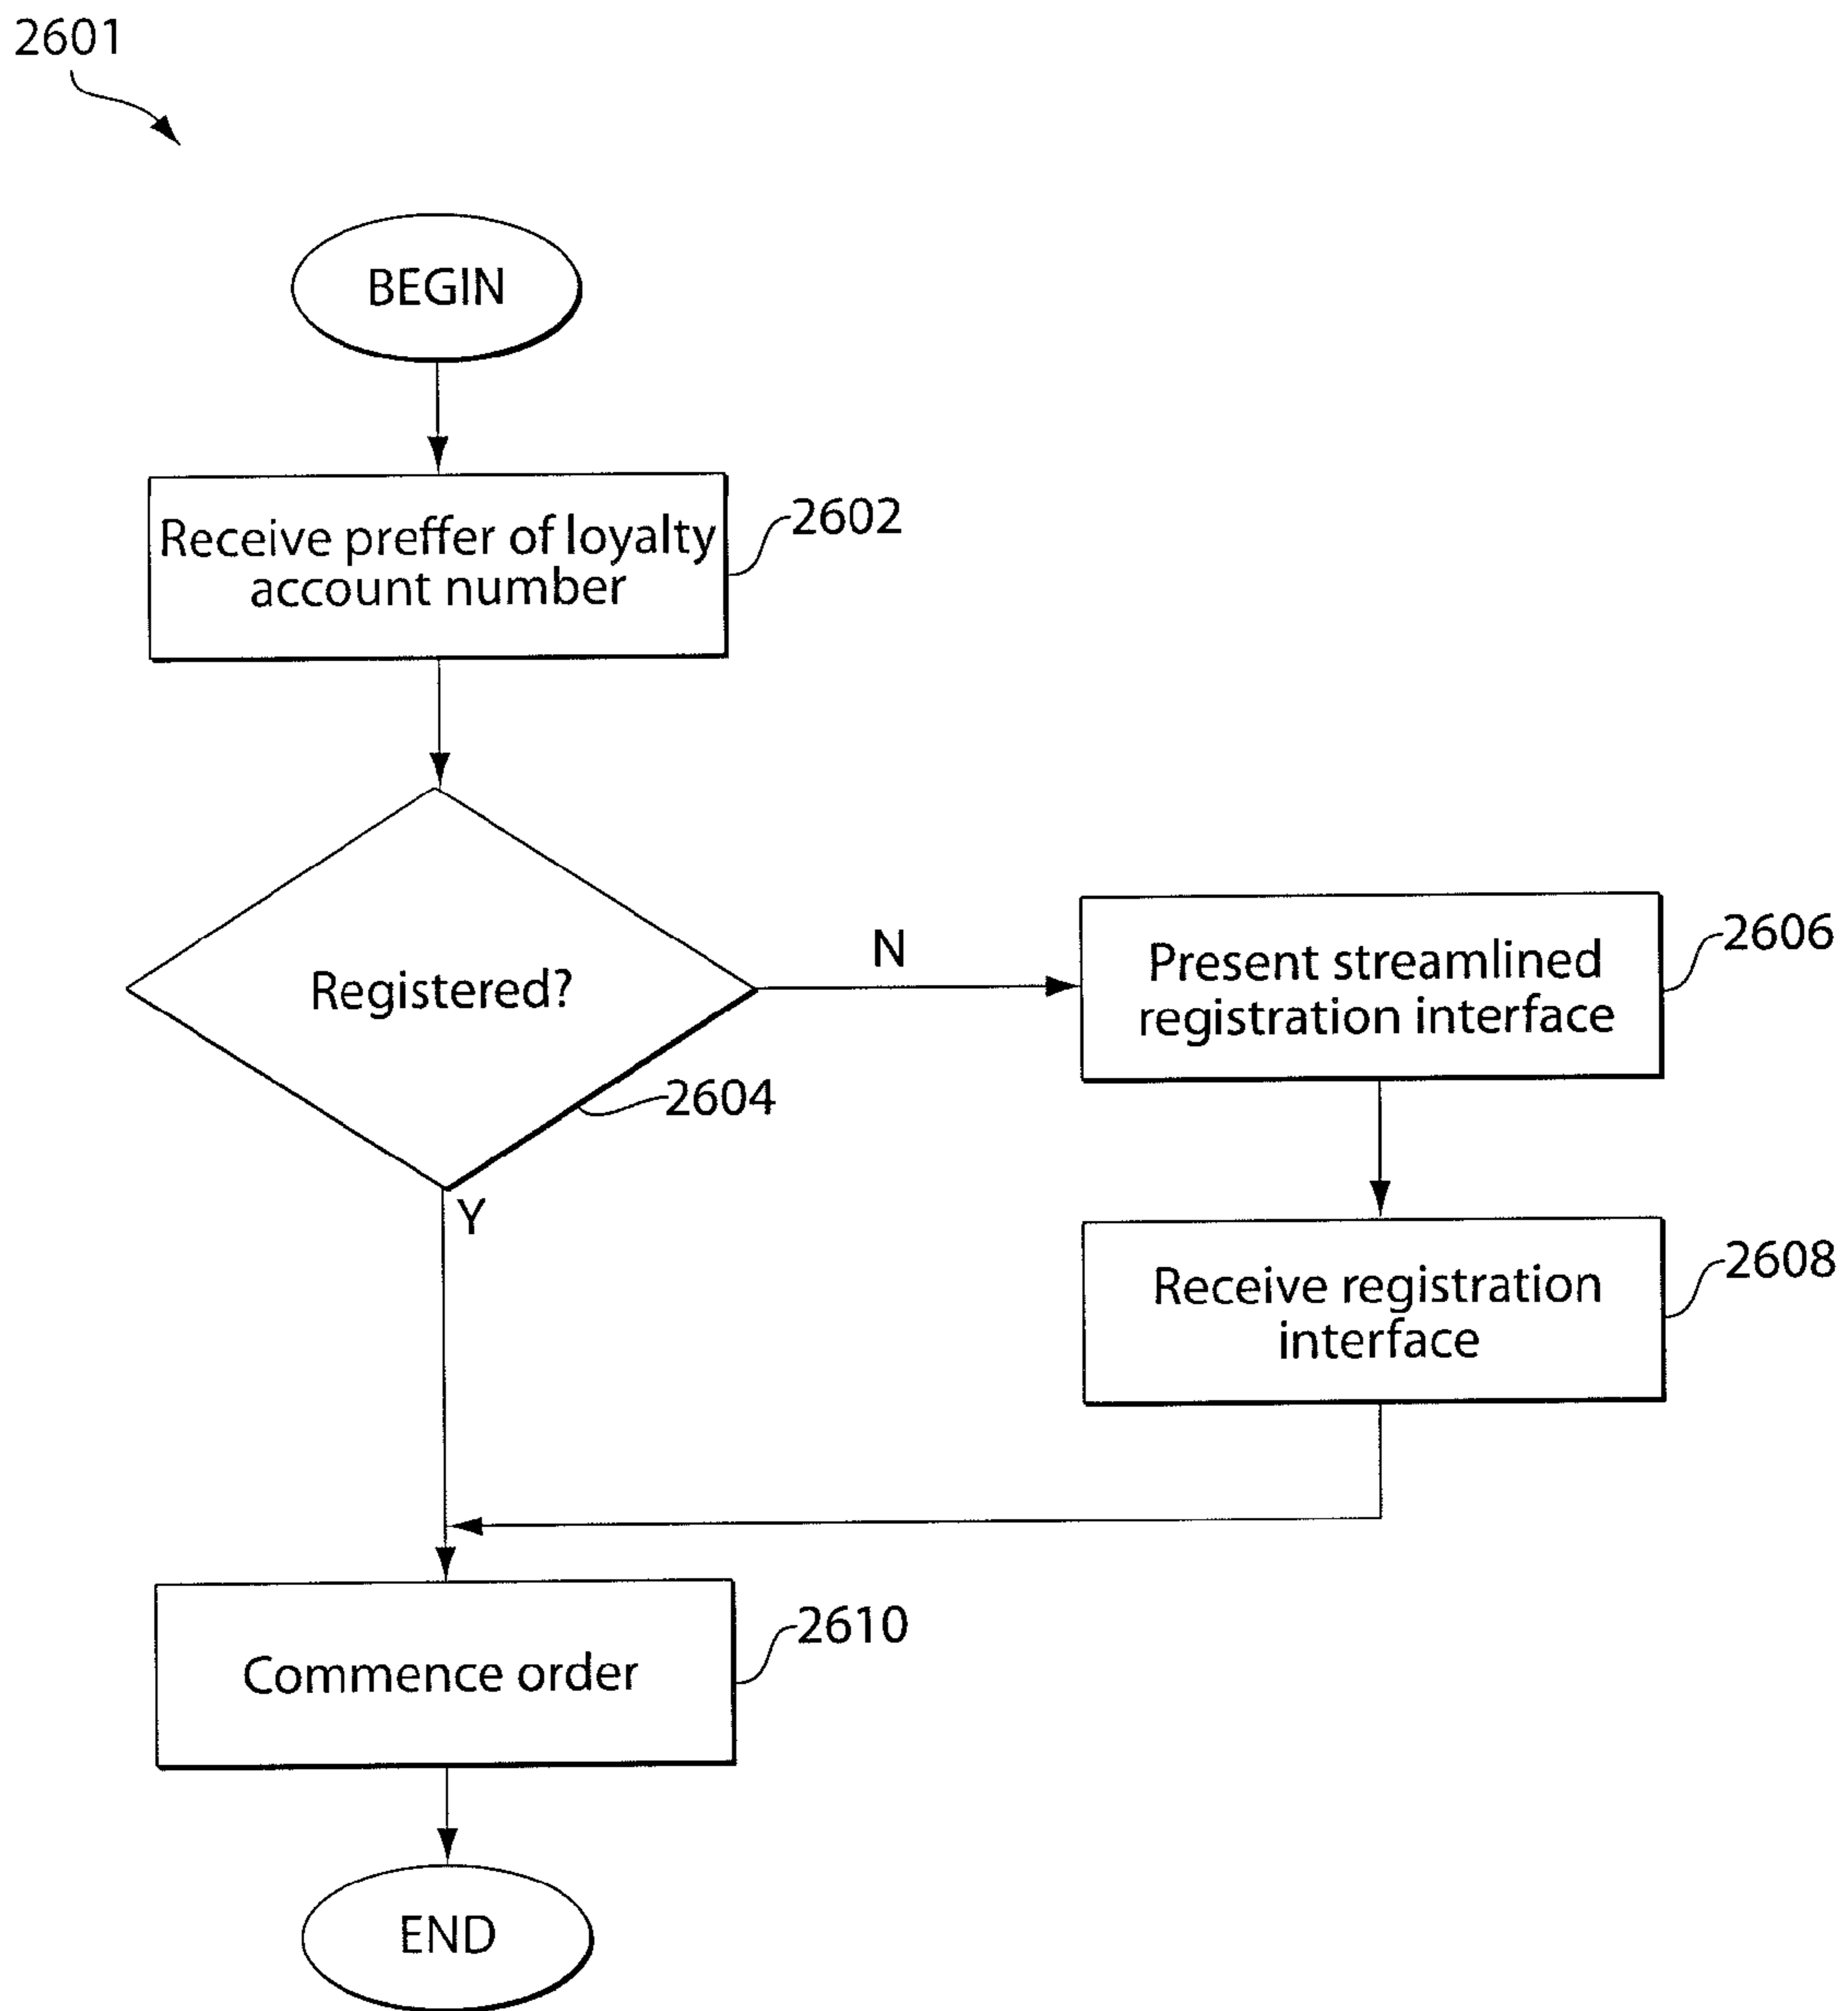 2601
BEGIN
Receive preffer of loyalty
account number
2602
Registered?
N
2604
Y
Present streamlined
registration interface
2606
Receive registration
interface
2608
Commence order
2610
END